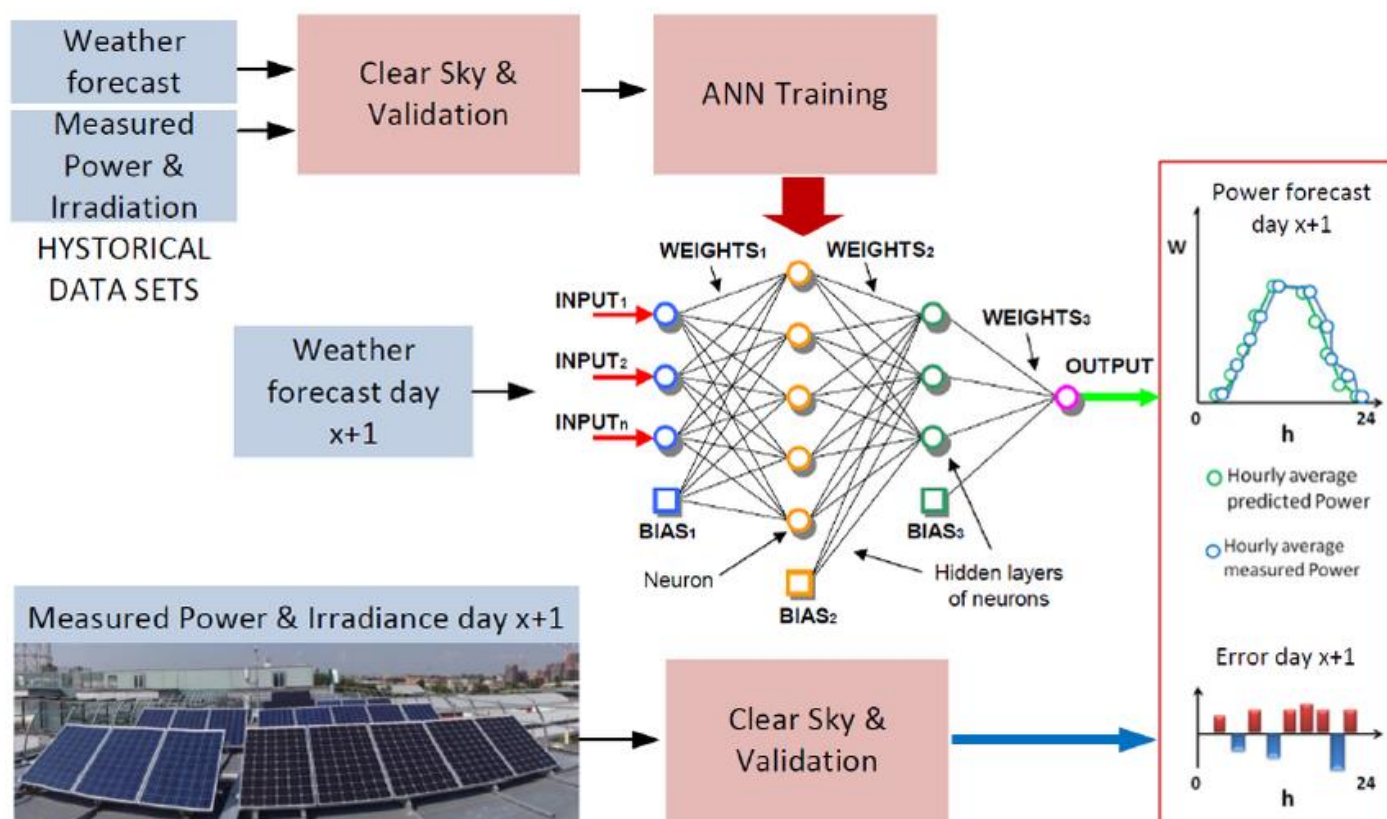 Weather
forecast
Measured
Power &
Irradiation
HYSTORICAL
DATA SETS
Clear Sky &
Validation
ANN Training
Weather
forecast day
x+1
WEIGHTS₁
WEIGHTS₂
WEIGHTS₃
INPUT₁
INPUT₂
INPUTₙ
OUTPUT
BIAS₁
BIAS₃
Neuron
BIAS₂
Hidden layers
of neurons
Power forecast
day x+1
W
0
24
h
Hourly average
predicted Power
Hourly average
measured Power
Measured Power & Irradiance day x+1
Clear Sky &
Validation
Error day x+1
0
24
h